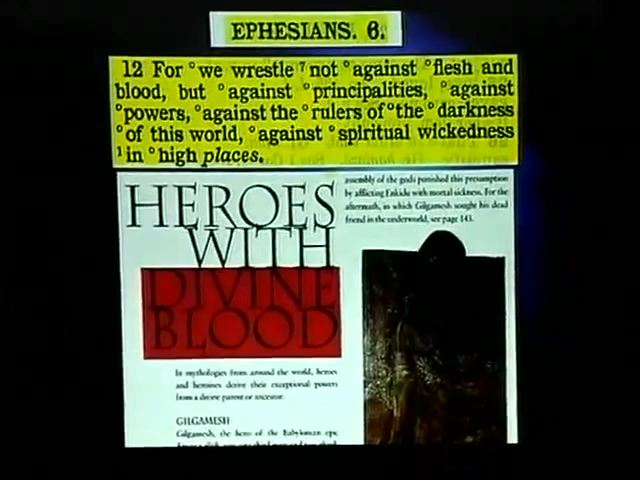 EPHESIANS. 6.
12 For °we wrestle ⁷not °against °flesh and
blood, but °against °principalities, °against
°powers, °against the °rulers of °the °darkness
°of this world, °against °spiritual wickedness
¹in °high places.
HEROES
WITH
DIVINE
BLOOD
assembly of the gods punished this presumption
by afflicting Enkidu with mortal sickness. For the
aftermath, in which Gilgamesh sought his dead
friend in the underworld, see page 143.
In mythologies from around the world, heroes
and heroines derive their exceptional powers
from a divine parent or ancestor.
GILGAMESH
Gilgamesh, the hero of the Babylonian epic